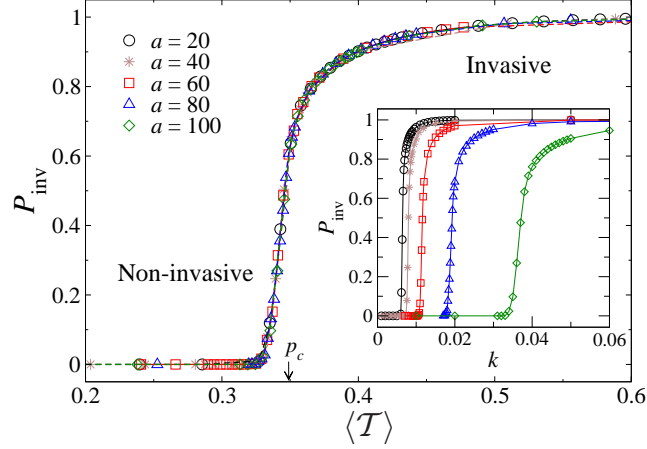 1
0.8
0.6
0.4
0.2
0
P_inv
a = 20
a = 40
a = 60
a = 80
a = 100
Invasive
Non-invasive
p_c
0.2 0.3 0.4 0.5 0.6
⟨𝒯⟩
1
0.8
0.6
0.4
0.2
0
P_inv
0.00 0.02 0.04 0.06
k